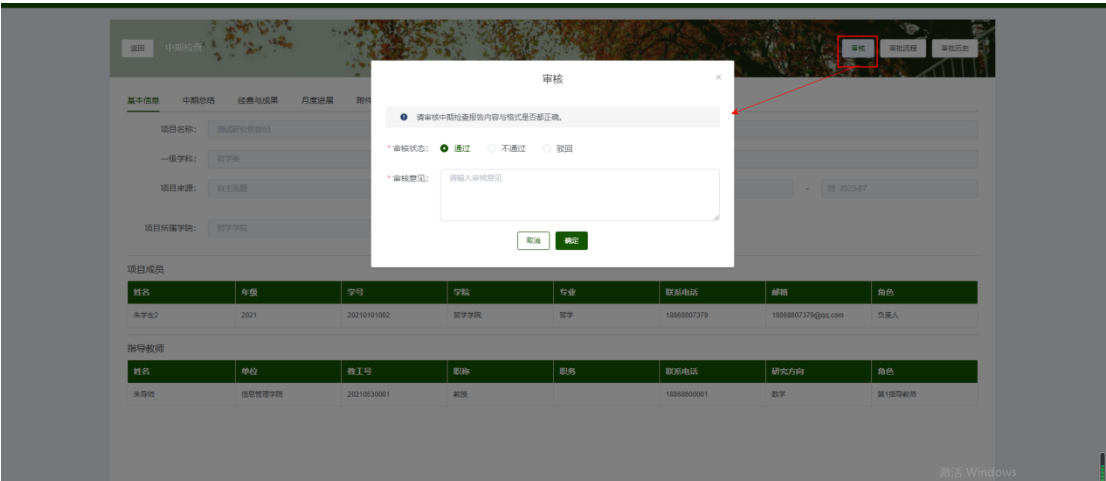 返回 中期检查 审核 审批流程 审批历史
审核
基本信息 中期总结 经费与成果 月度进展 附件
请审核中期检查报告内容与格式是否都正确。
项目名称: 测试研论贫困03
* 审核状态: 通过 不通过 驳回
一级学科: 哲学类
* 审核意见: 请输入审核意见
项目来源: 自主选题 - 2023-07
项目所属学院: 哲学学院
取消 确定
项目成员
姓名 年级 学号 学院 专业 联系电话 邮箱 角色
朱学生2 2021 20210101002 哲学学院 哲学 18868807379 18868807379@qq.com 负责人
指导教师
姓名 单位 教工号 职称 职务 联系电话 研究方向 角色
朱导师 信息管理学院 20210530001 教授 18868800001 数学 第1指导教师
激活 Windows